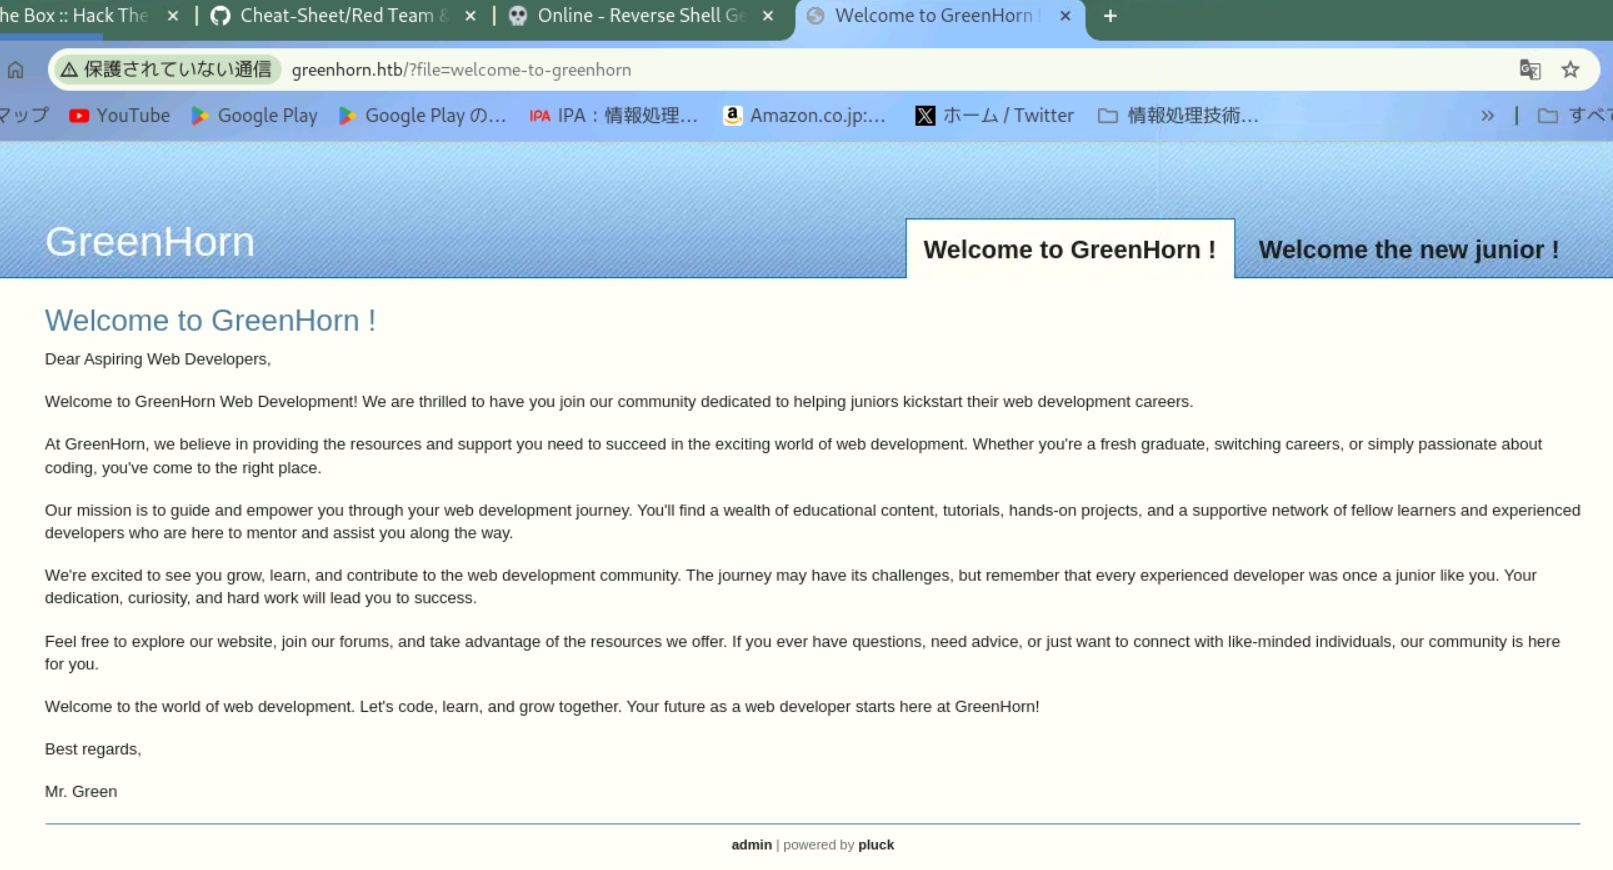 he Box :: Hack The
Cheat-Sheet/Red Team &
Online - Reverse Shell Ge
Welcome to GreenHorn !
保護されていない通信 greenhorn.htb/?file=welcome-to-greenhorn
マップ YouTube Google Play Google Play の... IPA IPA：情報処理... Amazon.co.jp:... ホーム / Twitter 情報処理技術... » すべて
GreenHorn
Welcome to GreenHorn !
Welcome the new junior !
Welcome to GreenHorn !
Dear Aspiring Web Developers,
Welcome to GreenHorn Web Development! We are thrilled to have you join our community dedicated to helping juniors kickstart their web development careers.
At GreenHorn, we believe in providing the resources and support you need to succeed in the exciting world of web development. Whether you're a fresh graduate, switching careers, or simply passionate about
coding, you've come to the right place.
Our mission is to guide and empower you through your web development journey. You'll find a wealth of educational content, tutorials, hands-on projects, and a supportive network of fellow learners and experienced
developers who are here to mentor and assist you along the way.
We're excited to see you grow, learn, and contribute to the web development community. The journey may have its challenges, but remember that every experienced developer was once a junior like you. Your
dedication, curiosity, and hard work will lead you to success.
Feel free to explore our website, join our forums, and take advantage of the resources we offer. If you ever have questions, need advice, or just want to connect with like-minded individuals, our community is here
for you.
Welcome to the world of web development. Let's code, learn, and grow together. Your future as a web developer starts here at GreenHorn!
Best regards,
Mr. Green
admin | powered by pluck